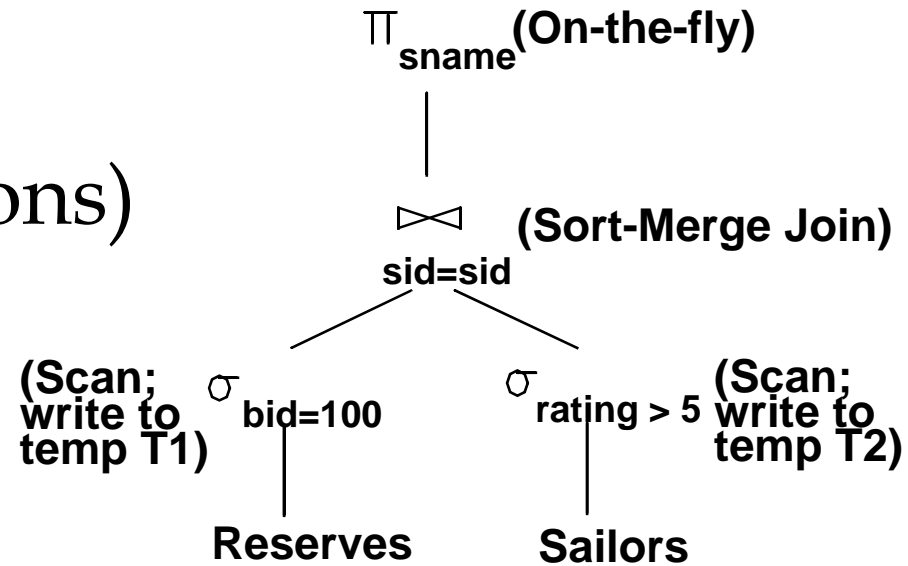 π sname (On-the-fly)
ons)
⋈ (Sort-Merge Join)
sid=sid
(Scan;
write to
temp T1)
σ bid=100
σ rating > 5
(Scan;
write to
temp T2)
Reserves
Sailors